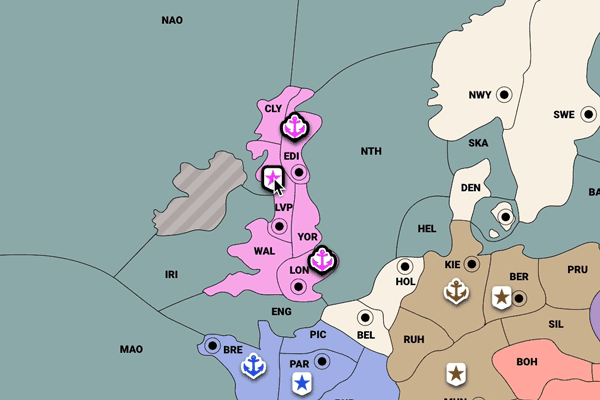 NAO
CLY
NWY
SWE
SKA
EDI
NTH
DEN
BA
LVP
HEL
YOR
WAL
LON
KIE
BER
PRU
IRI
HOL
ENG
SIL
PIC
BEL
RUH
MAO
BRE
PAR
BOH